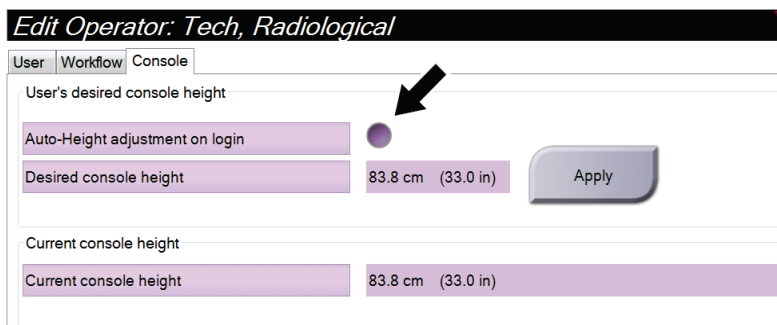 Edit Operator: Tech, Radiological
User Workflow Console
User's desired console height
Auto-Height adjustment on login
Desired console height 83.8 cm (33.0 in) Apply
Current console height
Current console height 83.8 cm (33.0 in)